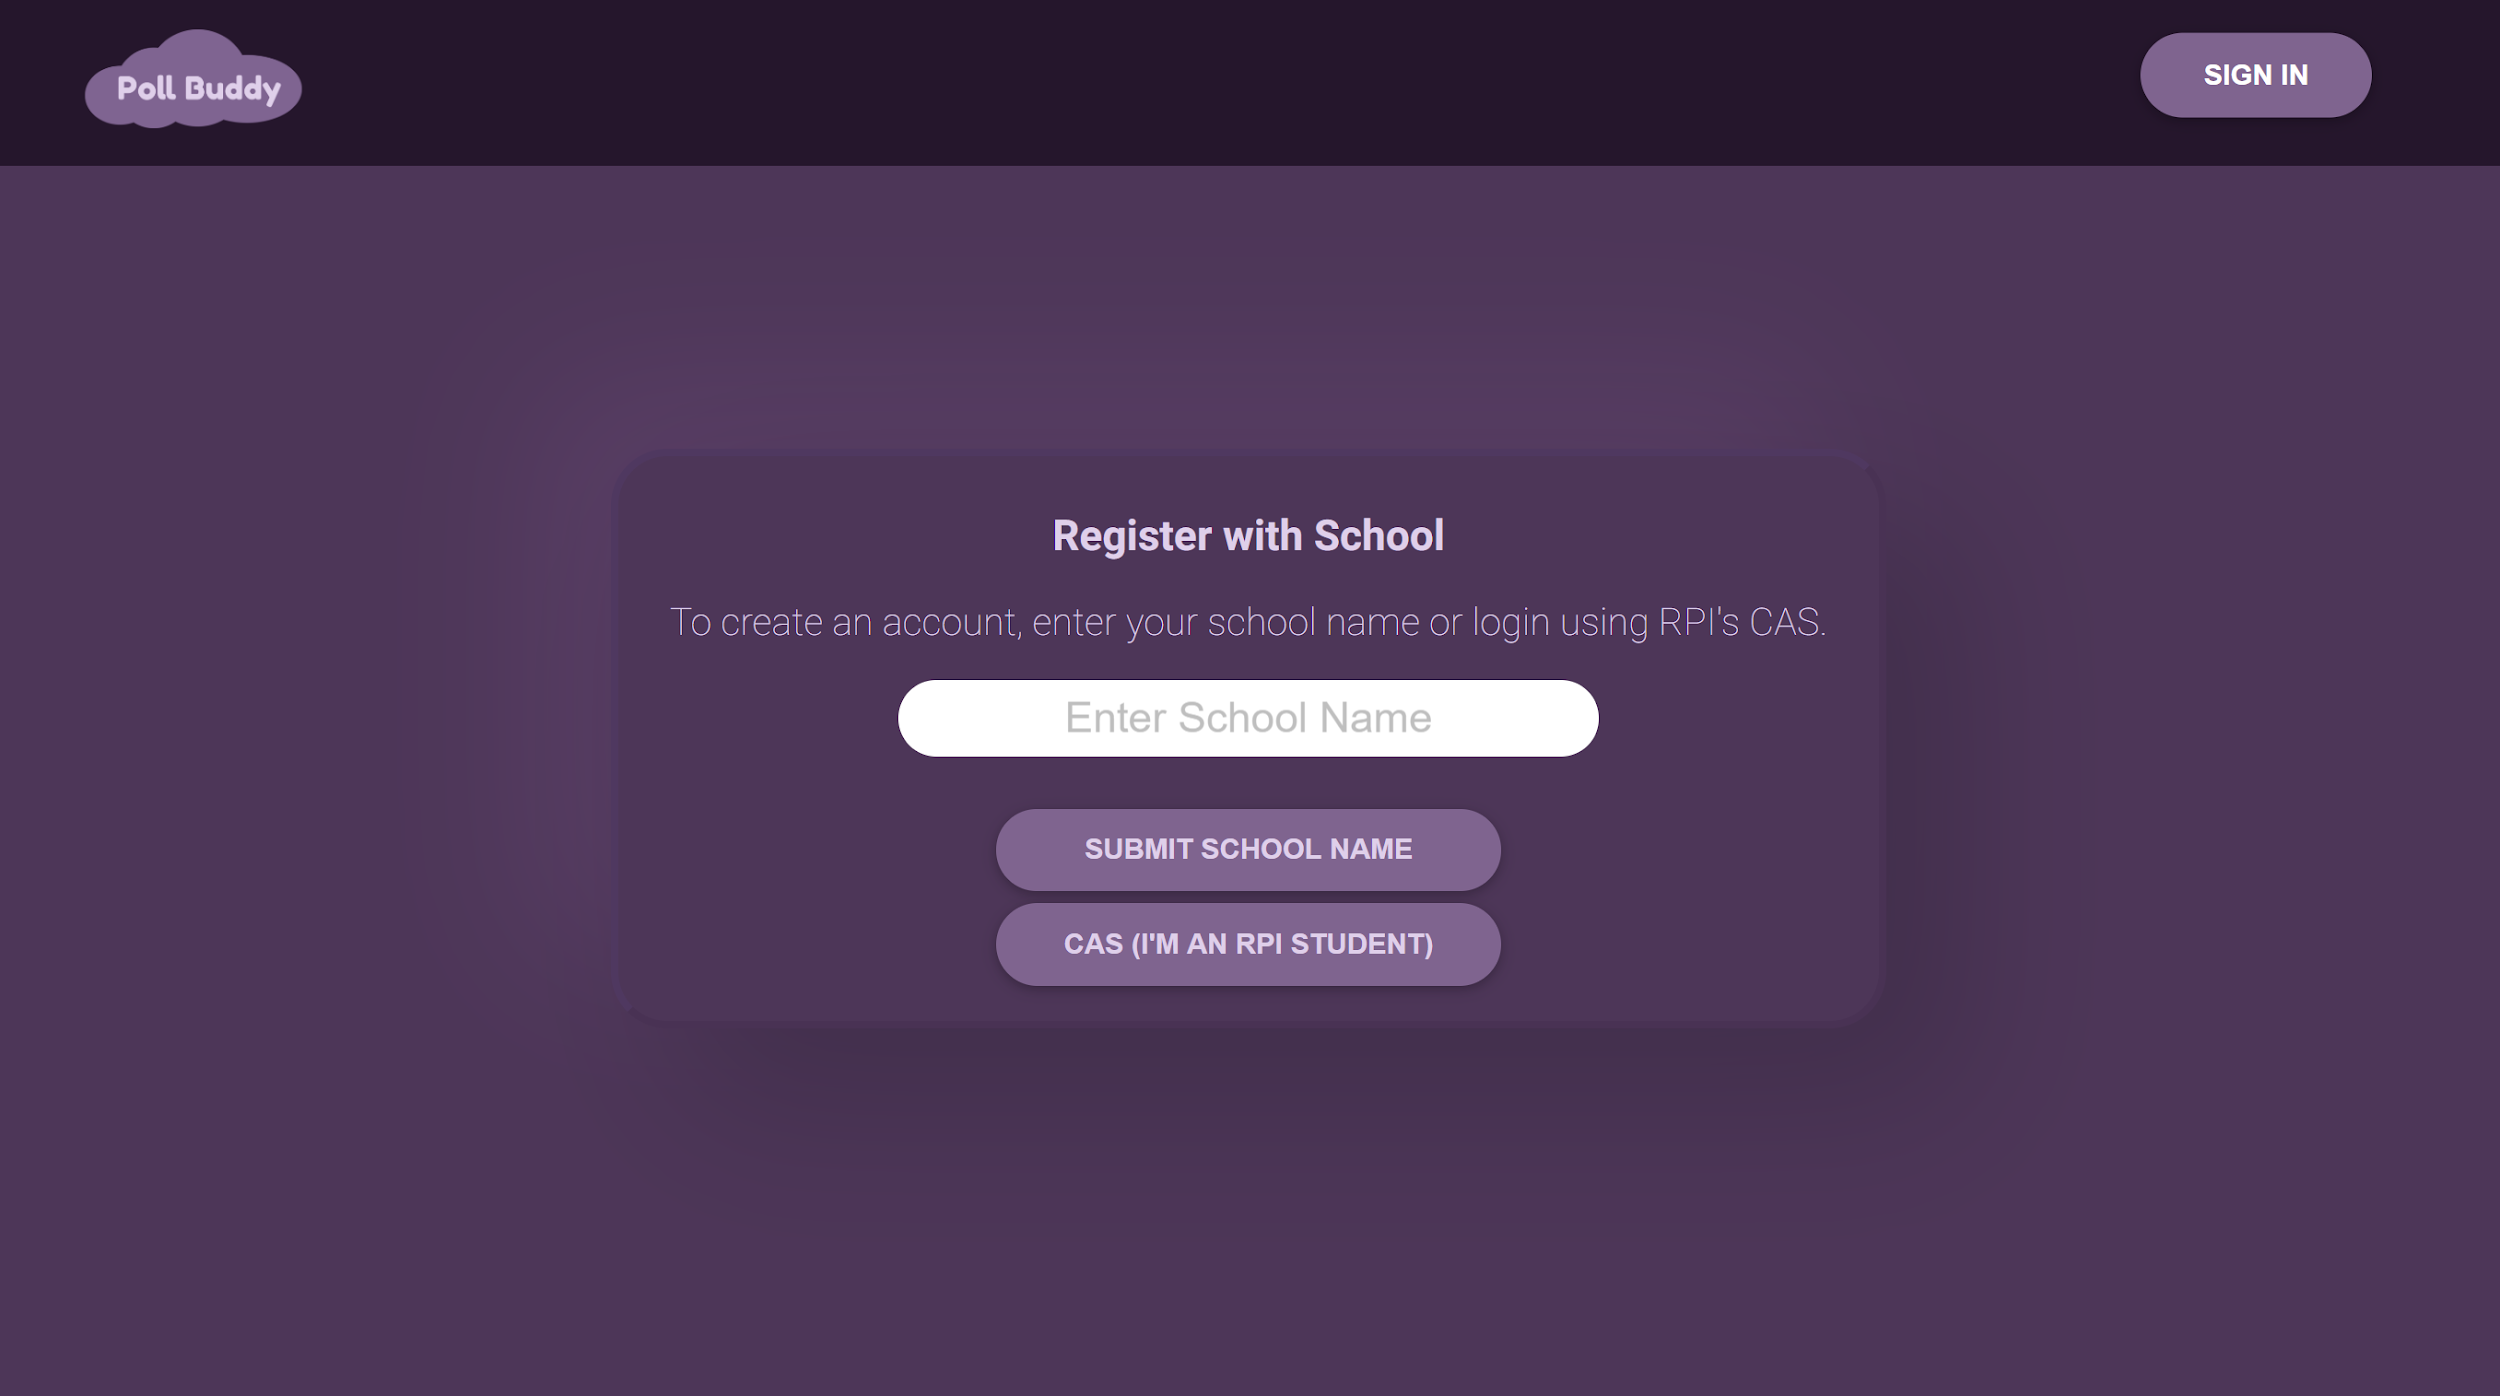 Poll Buddy
SIGN IN
Register with School
To create an account, enter your school name or login using RPI's CAS.
Enter School Name
SUBMIT SCHOOL NAME
CAS (I'M AN RPI STUDENT)